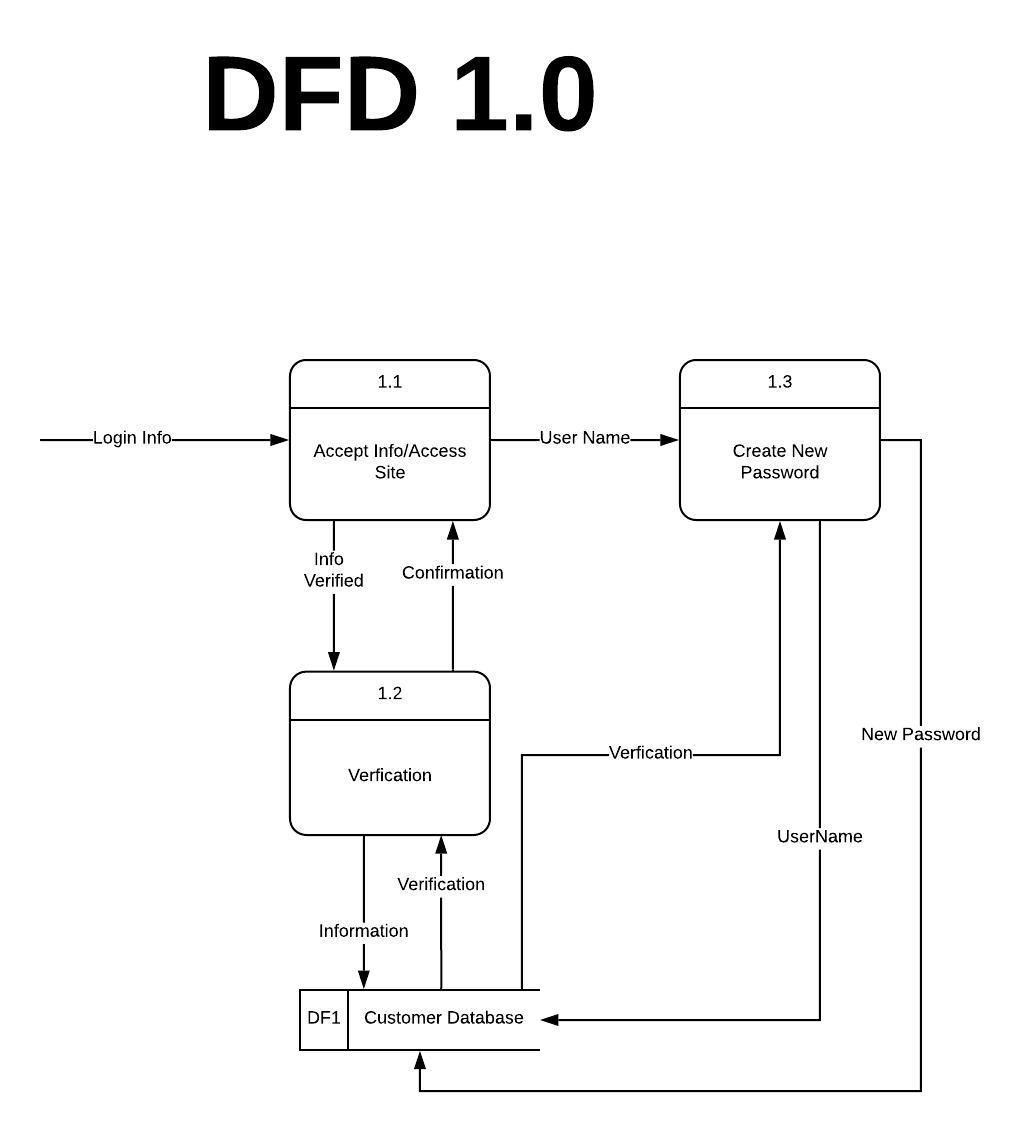 DFD 1.0
1.1
1.3
Login Info
User Name
Accept Info/Access
Site
Create New
Password
Info
Verified
Confirmation
1.2
New Password
Verfication
Verfication
UserName
Verification
Information
DF1
Customer Database